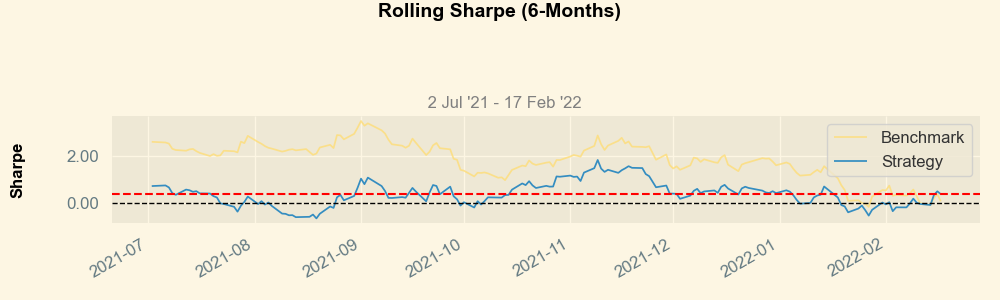 Rolling Sharpe (6-Months)
2 Jul '21 - 17 Feb '22
Sharpe
2.00
0.00
Benchmark
Strategy
2021-07
2021-08
2021-09
2021-10
2021-11
2021-12
2022-01
2022-02